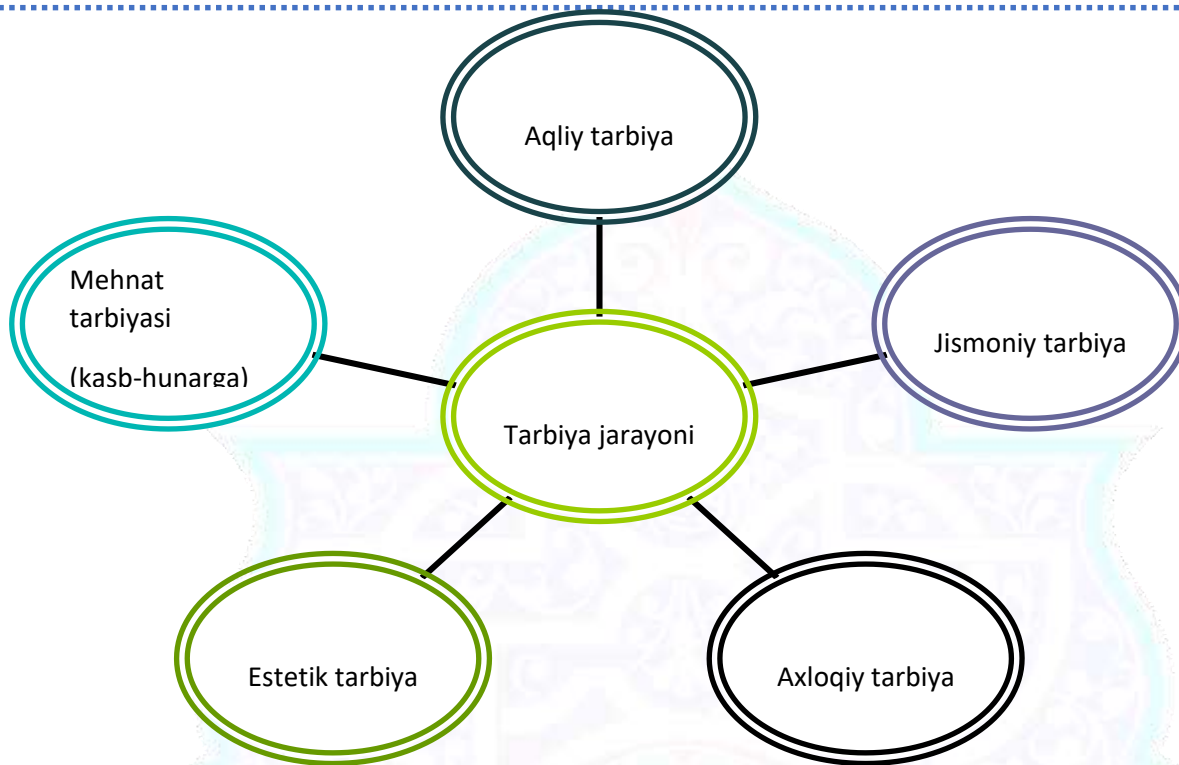 Aqliy tarbiya
Mehnat
tarbiyasi
(kasb-hunarga)
Jismoniy tarbiya
Tarbiya jarayoni
Estetik tarbiya
Axloqiy tarbiya